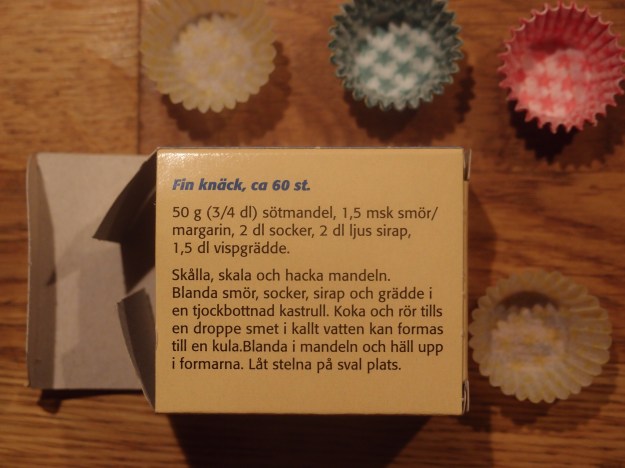 Fin knäck, ca 60 st.
50 g (3/4 dl) sötmandel, 1,5 msk smör/
margarin, 2 dl socker, 2 dl ljus sirap,
1,5 dl vispgrädde.
Skålla, skala och hacka mandeln.
Blanda smör, socker, sirap och grädde i
en tjockbottnad kastrull. Koka och rör tills
en droppe smet i kallt vatten kan formas
till en kula.Blanda i mandeln och häll upp
i formarna. Låt stelna på sval plats.